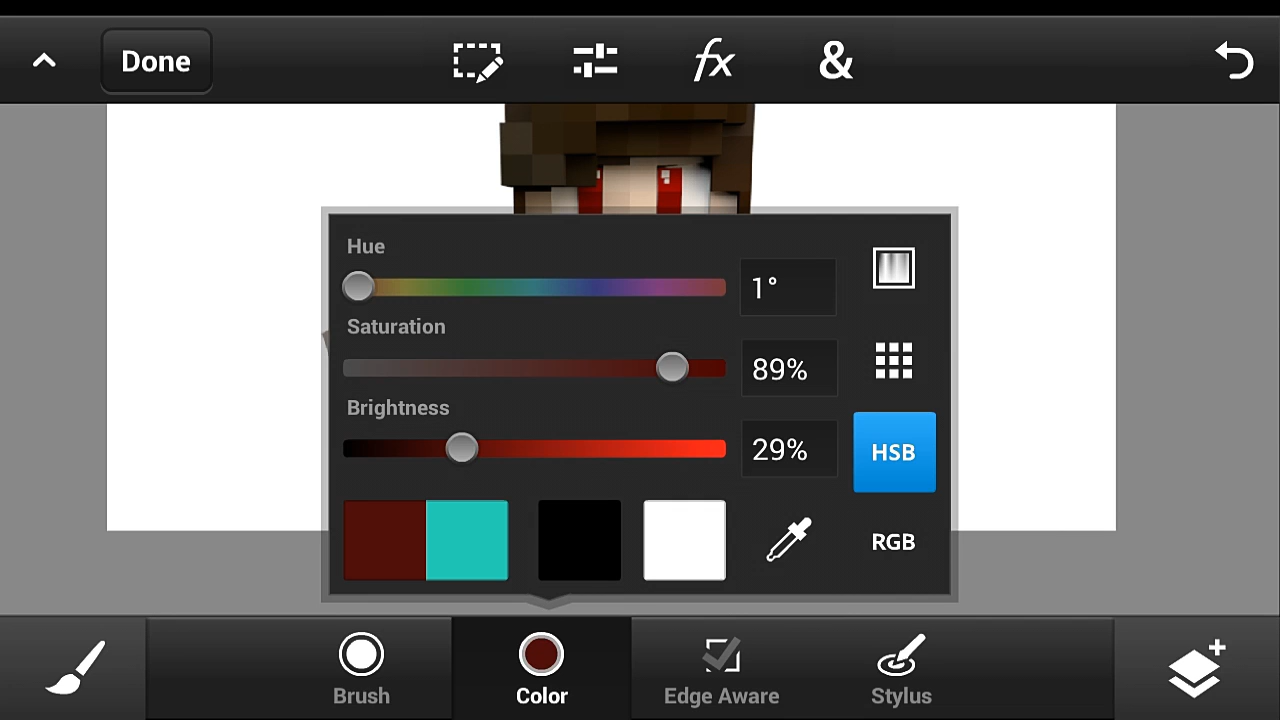 Done
fx
&
Hue
1°
Saturation
89%
Brightness
29%
HSB
RGB
Brush
Color
Edge Aware
Stylus